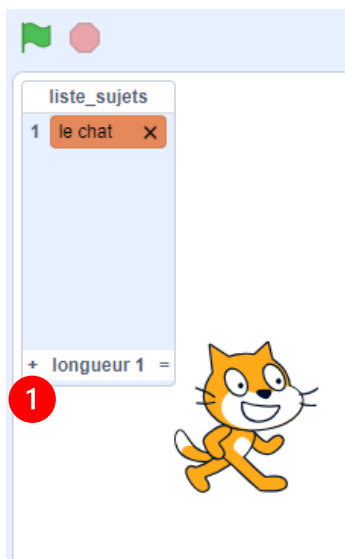 liste_sujets
1 le chat ×
+ longueur 1 =
1